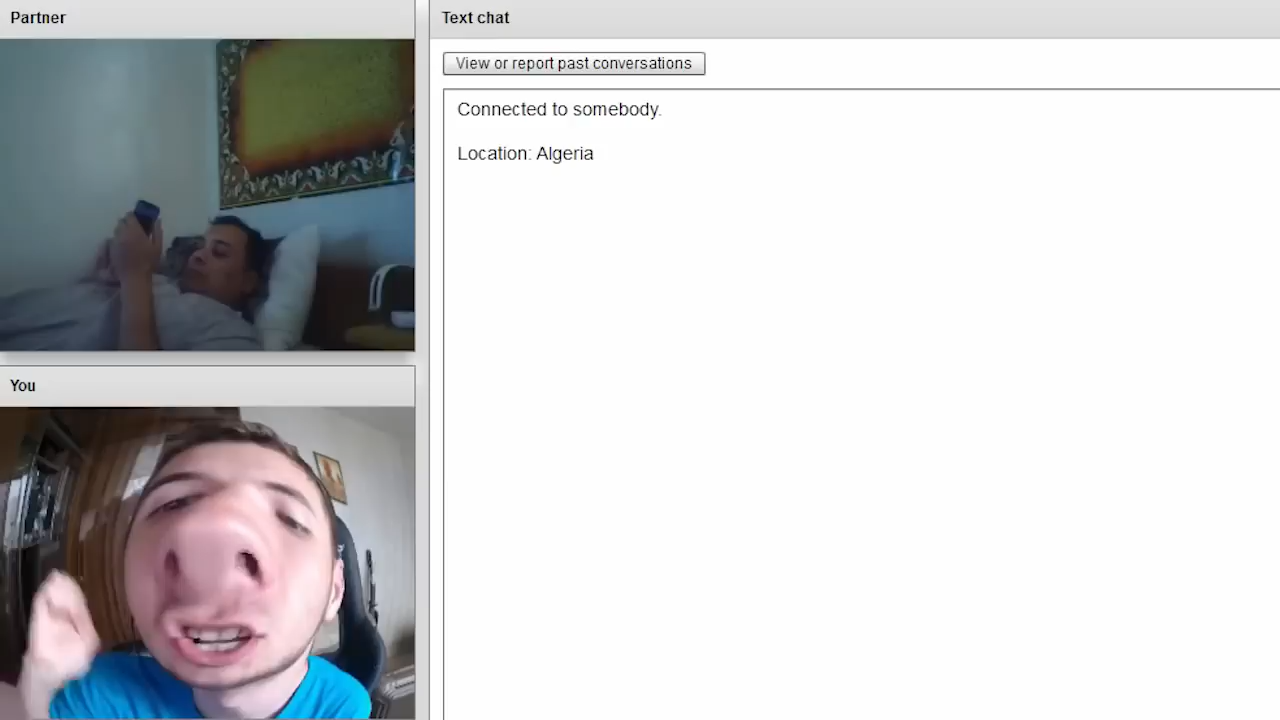 Partner
Text chat
View or report past conversations
Connected to somebody.
Location: Algeria
You